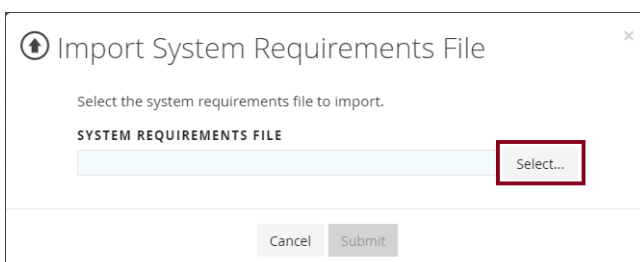 Import System Requirements File
×
Select the system requirements file to import.
SYSTEM REQUIREMENTS FILE
Select...
Cancel Submit